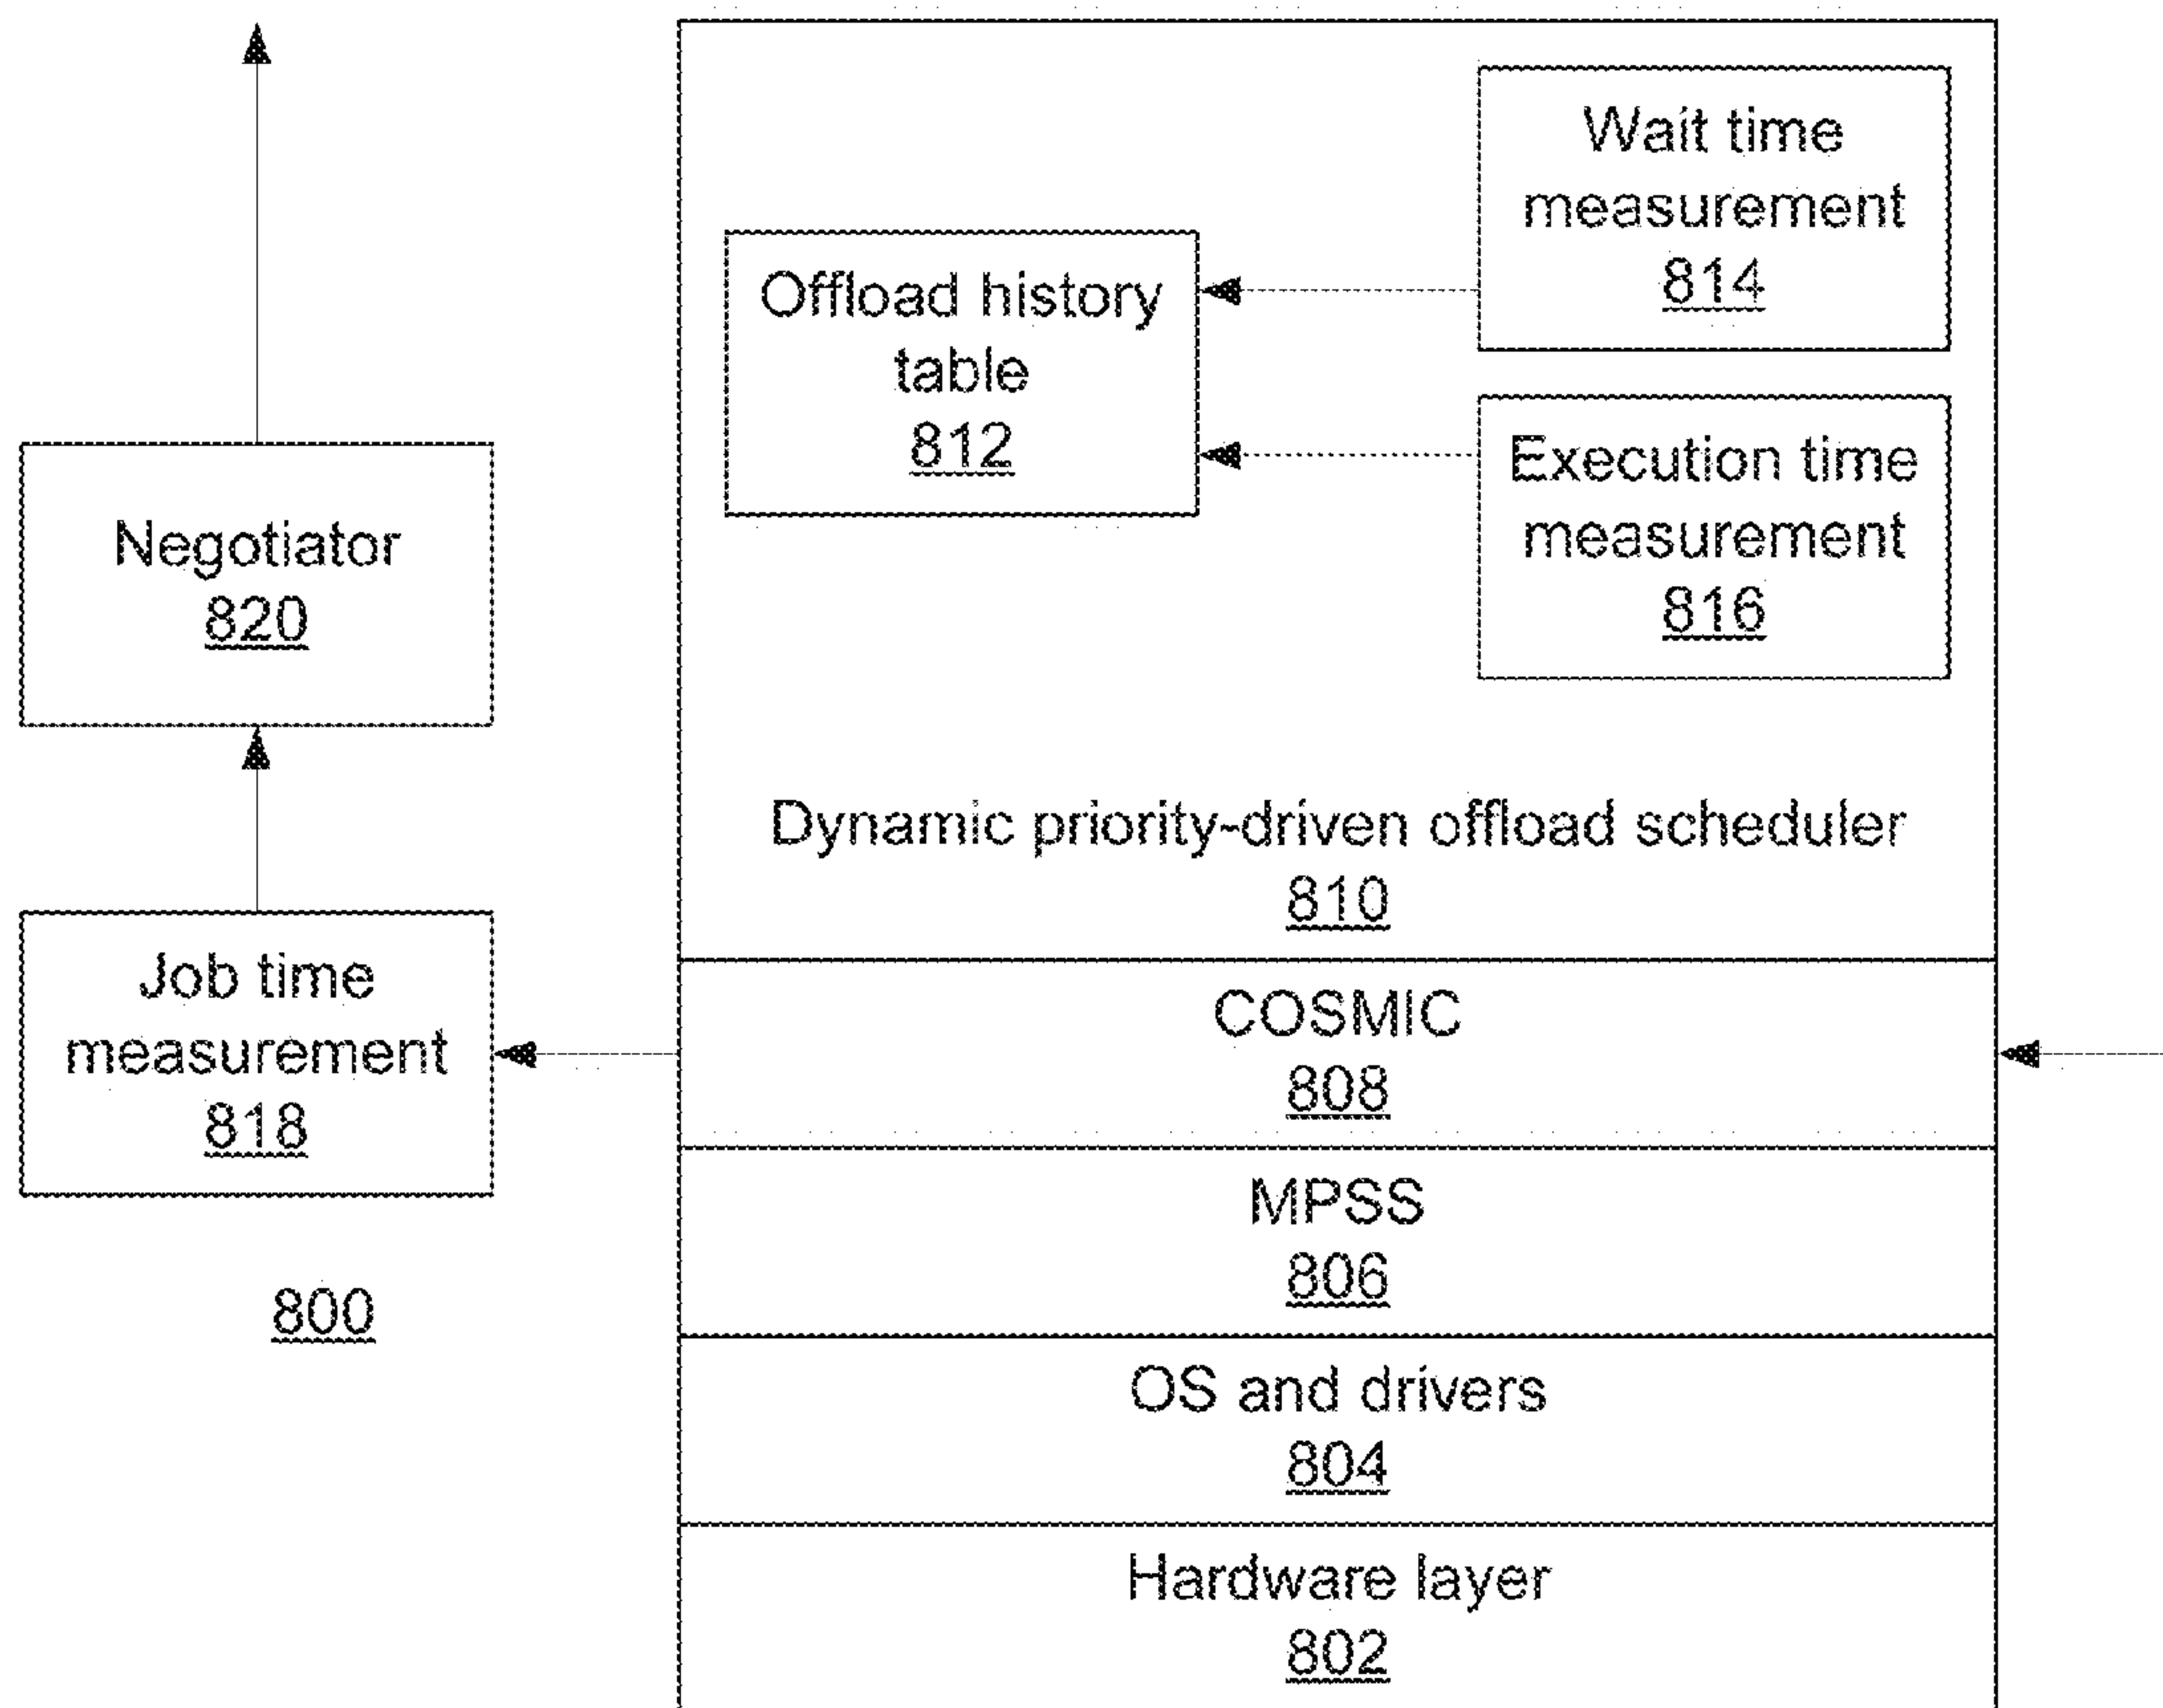 Wait time
measurement
814
Offload history
table
812
Execution time
measurement
816
Negotiator
820
Dynamic priority-driven offload scheduler
810
Job time
measurement
818
COSMIC
808
MPSS
806
800
OS and drivers
804
Hardware layer
802